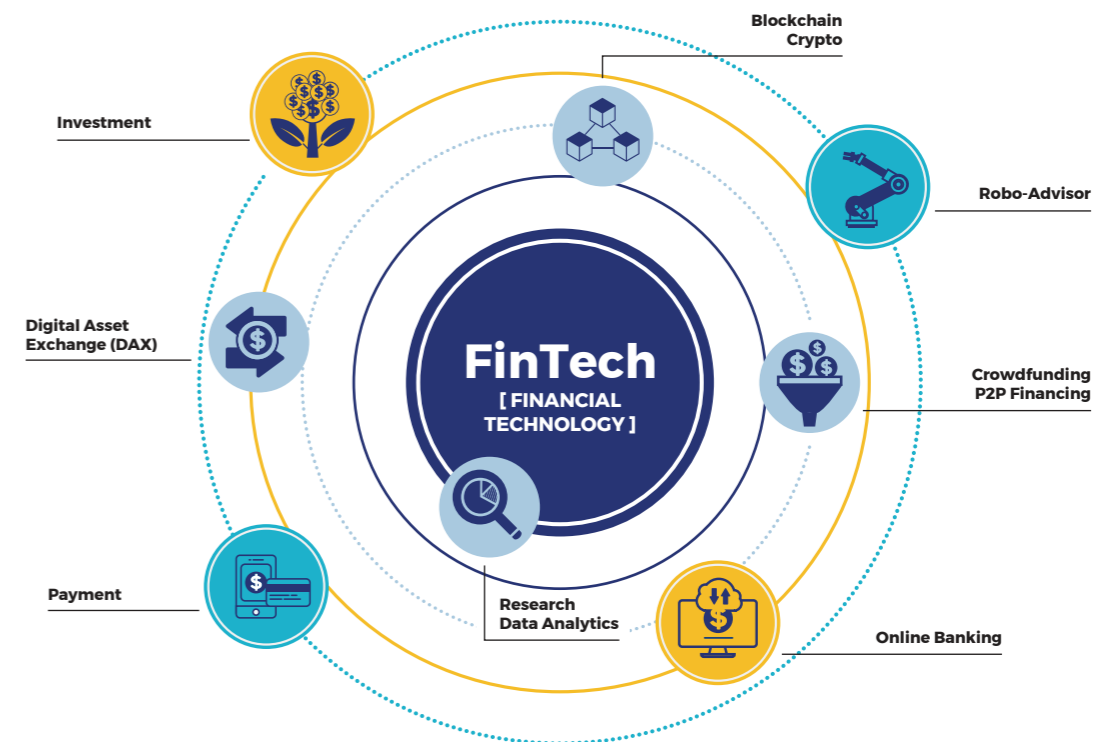 Blockchain
Crypto
Investment
Robo-Advisor
Digital Asset
Exchange (DAX)
FinTech
[ FINANCIAL
TECHNOLOGY ]
Crowdfunding
P2P Financing
Payment
Research
Data Analytics
Online Banking